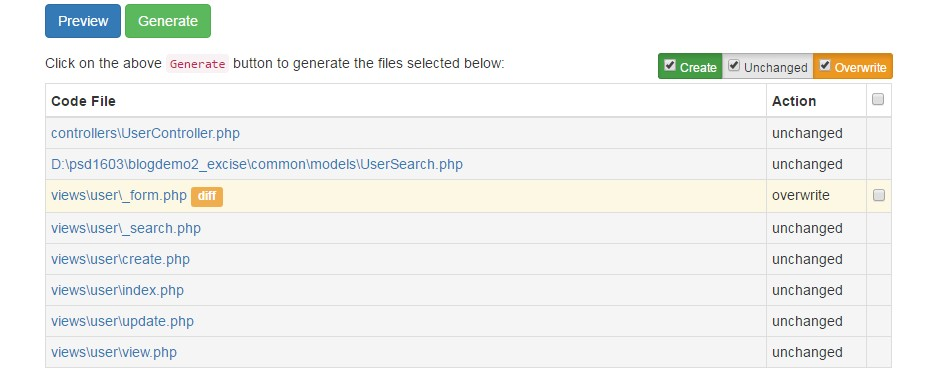 Preview Generate
Click on the above Generate button to generate the files selected below: Create Unchanged Overwrite
Code File Action
controllers\UserController.php unchanged
D:\psd1603\blogdemo2_excise\common\models\UserSearch.php unchanged
views\user\_form.php diff overwrite
views\user\_search.php unchanged
views\user\create.php unchanged
views\user\index.php unchanged
views\user\update.php unchanged
views\user\view.php unchanged